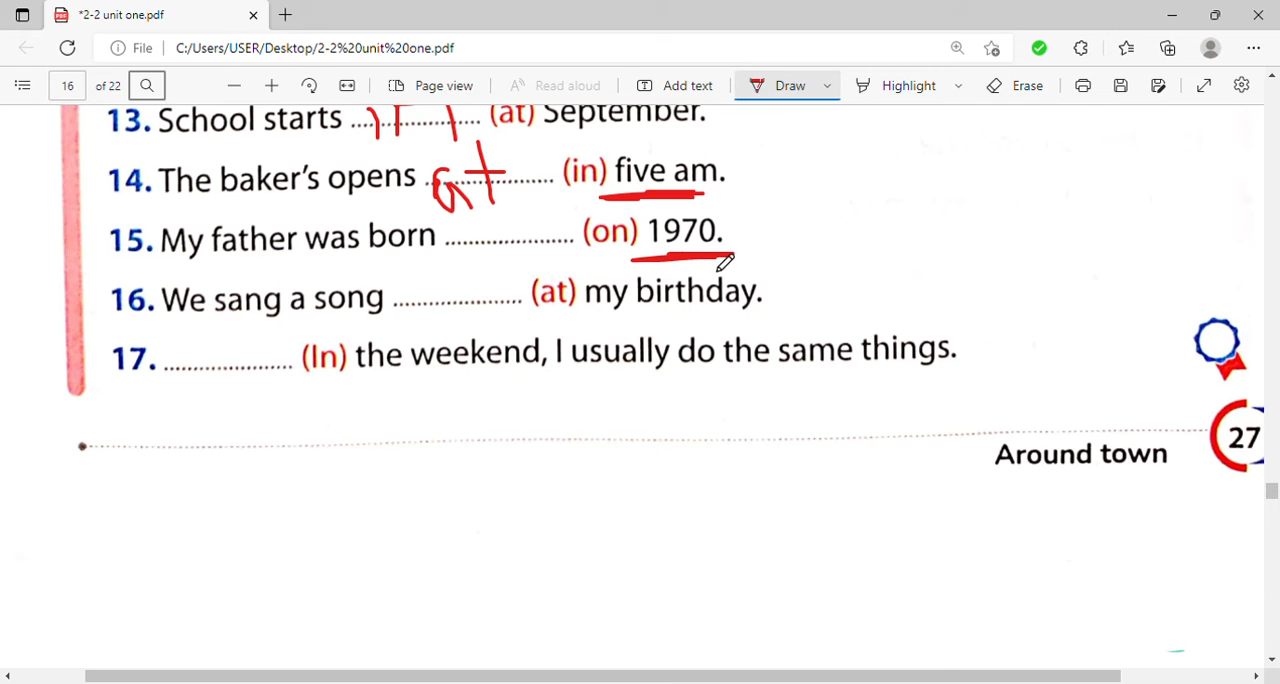 *2-2 unit one.pdf
File C:/Users/USER/Desktop/2-2%20unit%20one.pdf
16 of 22 Page view Read aloud Add text Draw Highlight Erase
13. School starts ........................ (at) September.
in
14. The baker's opens ........................ (in) five am.
at
15. My father was born ........................ (on) 1970.
16. We sang a song ........................ (at) my birthday.
17. ........................ (In) the weekend, I usually do the same things.
27
Around town